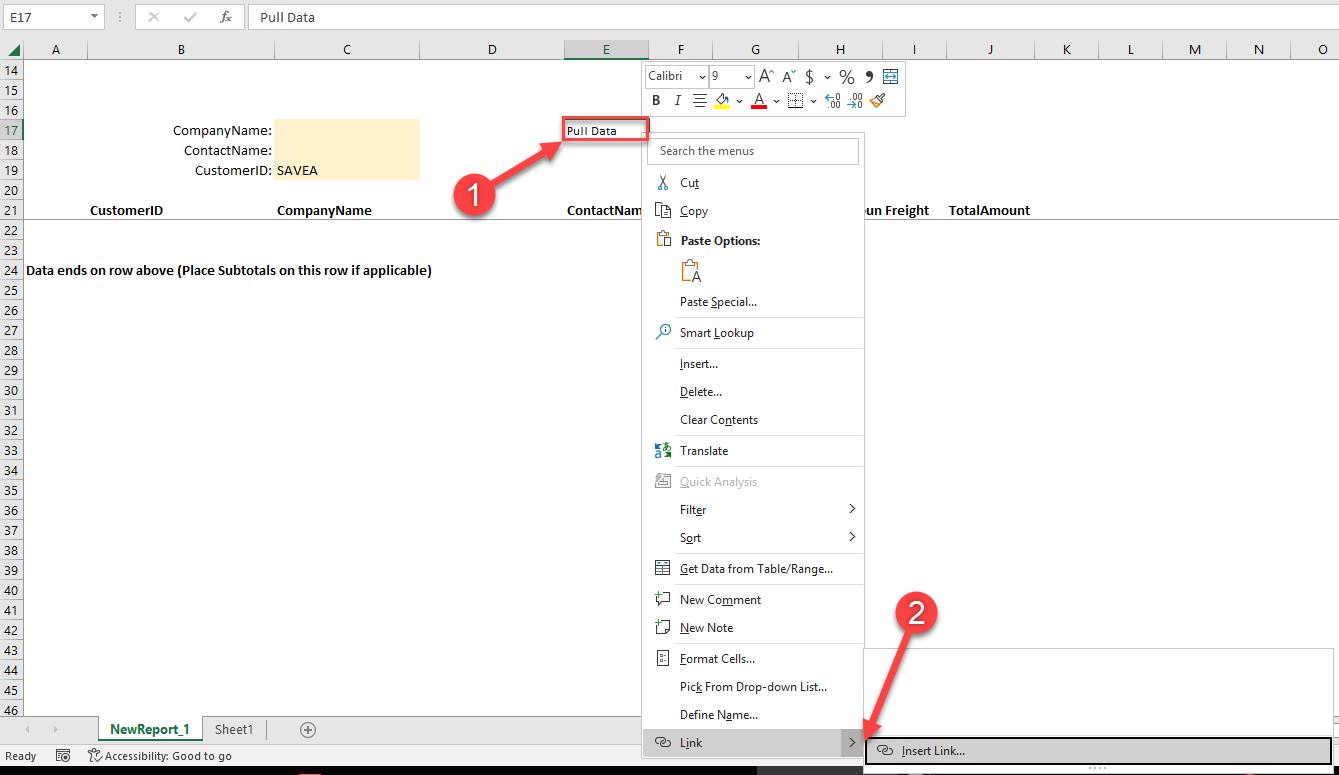 E17 fx Pull Data
A B C D E F G H I J K L M N O
14
15
16
17 CompanyName: Pull Data
18 ContactName:
19 CustomerID: SAVEA
20
21 CustomerID CompanyName ContactNam oun Freight TotalAmount
22
23
24 Data ends on row above (Place Subtotals on this row if applicable)
25
26
27
28
29
30
31
32
33
34
35
36
37
38
39
40
41
42
43
44
45
46
Calibri 9 A A $ % ,
B I A .00 .00
1
Search the menus
Cut
Copy
Paste Options:
A
Paste Special...
Smart Lookup
Insert...
Delete...
Clear Contents
Translate
Quick Analysis
Filter
Sort
Get Data from Table/Range...
New Comment
New Note
Format Cells...
Pick From Drop-down List...
Define Name...
Link
2
Insert Link...
NewReport_1 Sheet1
Ready Accessibility: Good to go